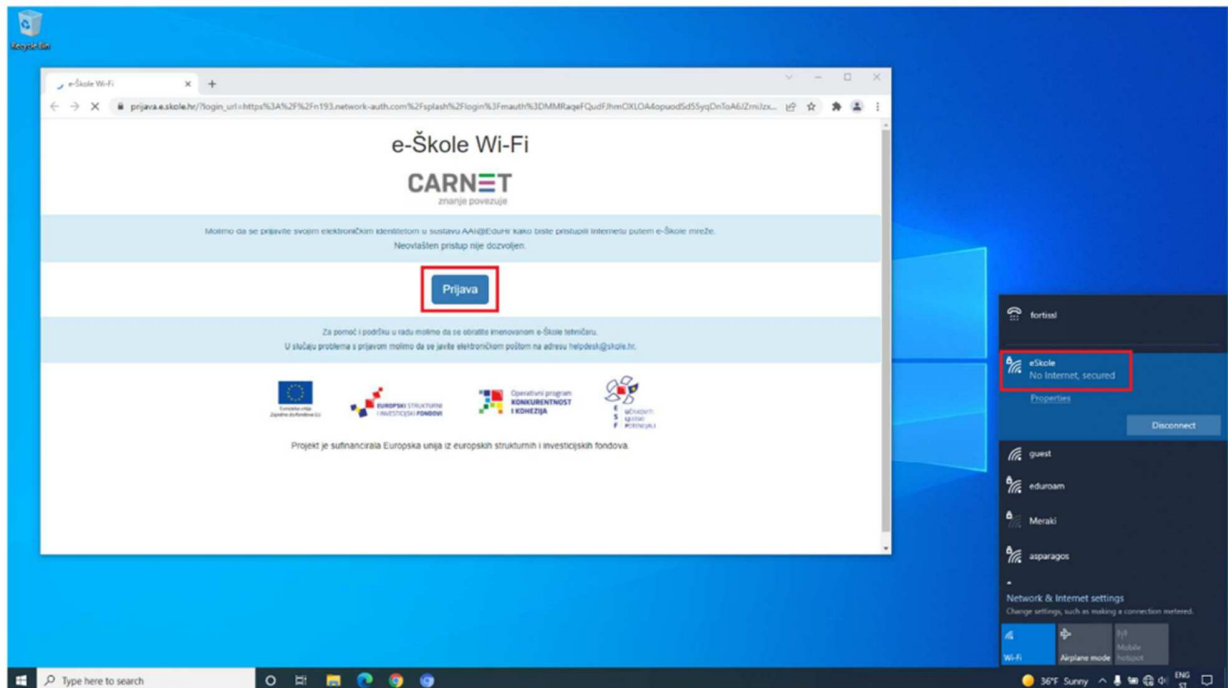 Recycle Bin
e-Škole Wi-Fi
prijava.e.skole.hr/?login_url=https%3A%2F%2Fn193.network-auth.com%2Fsplash%2Flogin%3Fmauth%3DMMRaqeFQudFJhmOXLOA4opuodSd55yqDnToA6JZrniJzx...
e-Škole Wi-Fi
CARNET
znanje povezuje
Molimo da se prijavite svojim elektroničkim identitetom u sustavu AAI@EduHr kako biste pristupili Internetu putem e-Škole mreže.
Neovlašten pristup nije dozvoljen.
Prijava
Za pomoć i podršku u radu molimo da se obratite imenovanom e-Škole tehničaru.
U slučaju problema s prijavom molimo da se javite elektroničkom poštom na adresu helpdesk@skole.hr.
EUROPSKI STRUKTURNI
I INVESTICIJSKI FONDOVI
Operativni program
KONKURENTNOST
I KOHEZIJA
E
S
F
Projekt je sufinancirala Europska unija iz europskih strukturnih i investicijskih fondova.
fortissl
eSkole
No Internet, secured
Properties
Disconnect
guest
eduroam
Meraki
asparagos
Network & Internet settings
Change settings, such as making a connection metered.
Wi-Fi
Airplane mode
Mobile
hotspot
Type here to search
36°F Sunny
ENG
ST